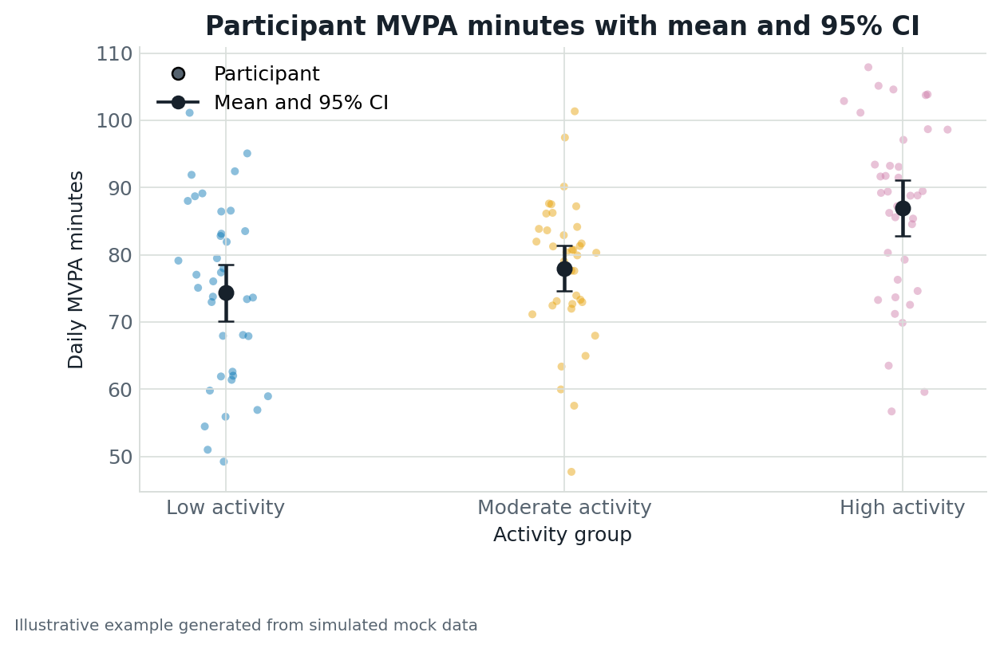 Participant MVPA minutes with mean and 95% CI
110
100
90
80
70
60
50
Daily MVPA minutes
Participant
Mean and 95% CI
Low activity
Moderate activity
High activity
Activity group
Illustrative example generated from simulated mock data